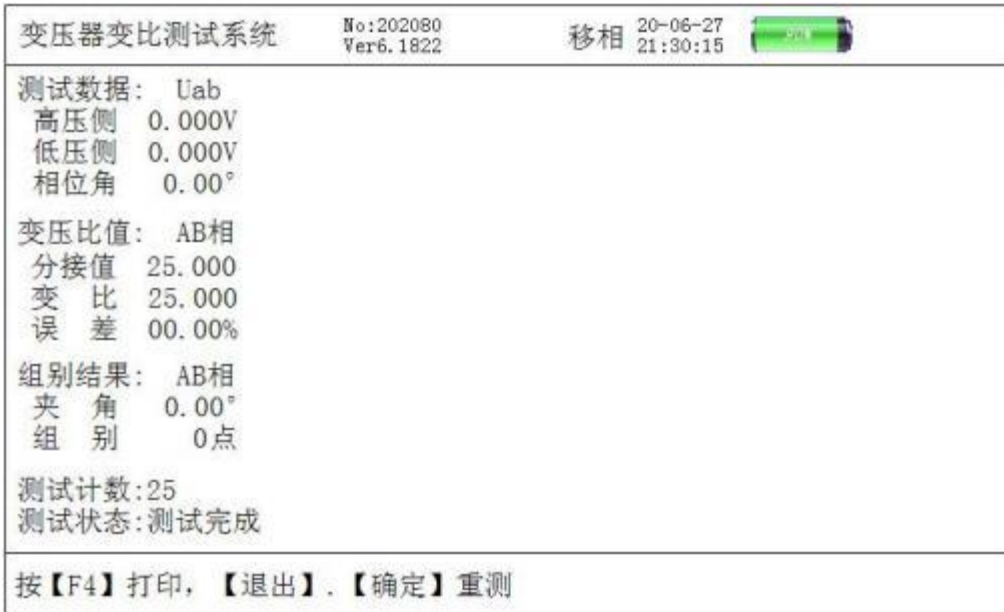 变压器变比测试系统 No:202080 移相 20-06-27
Ver6.1822 21:30:15
测试数据: Uab
高压侧 0.000V
低压侧 0.000V
相位角 0.00°
变压比值: AB相
分接值 25.000
变 比 25.000
误 差 00.00%
组别结果: AB相
夹 角 0.00°
组 别 0点
测试计数:25
测试状态:测试完成
按【F4】打印，【退出】.【确定】重测